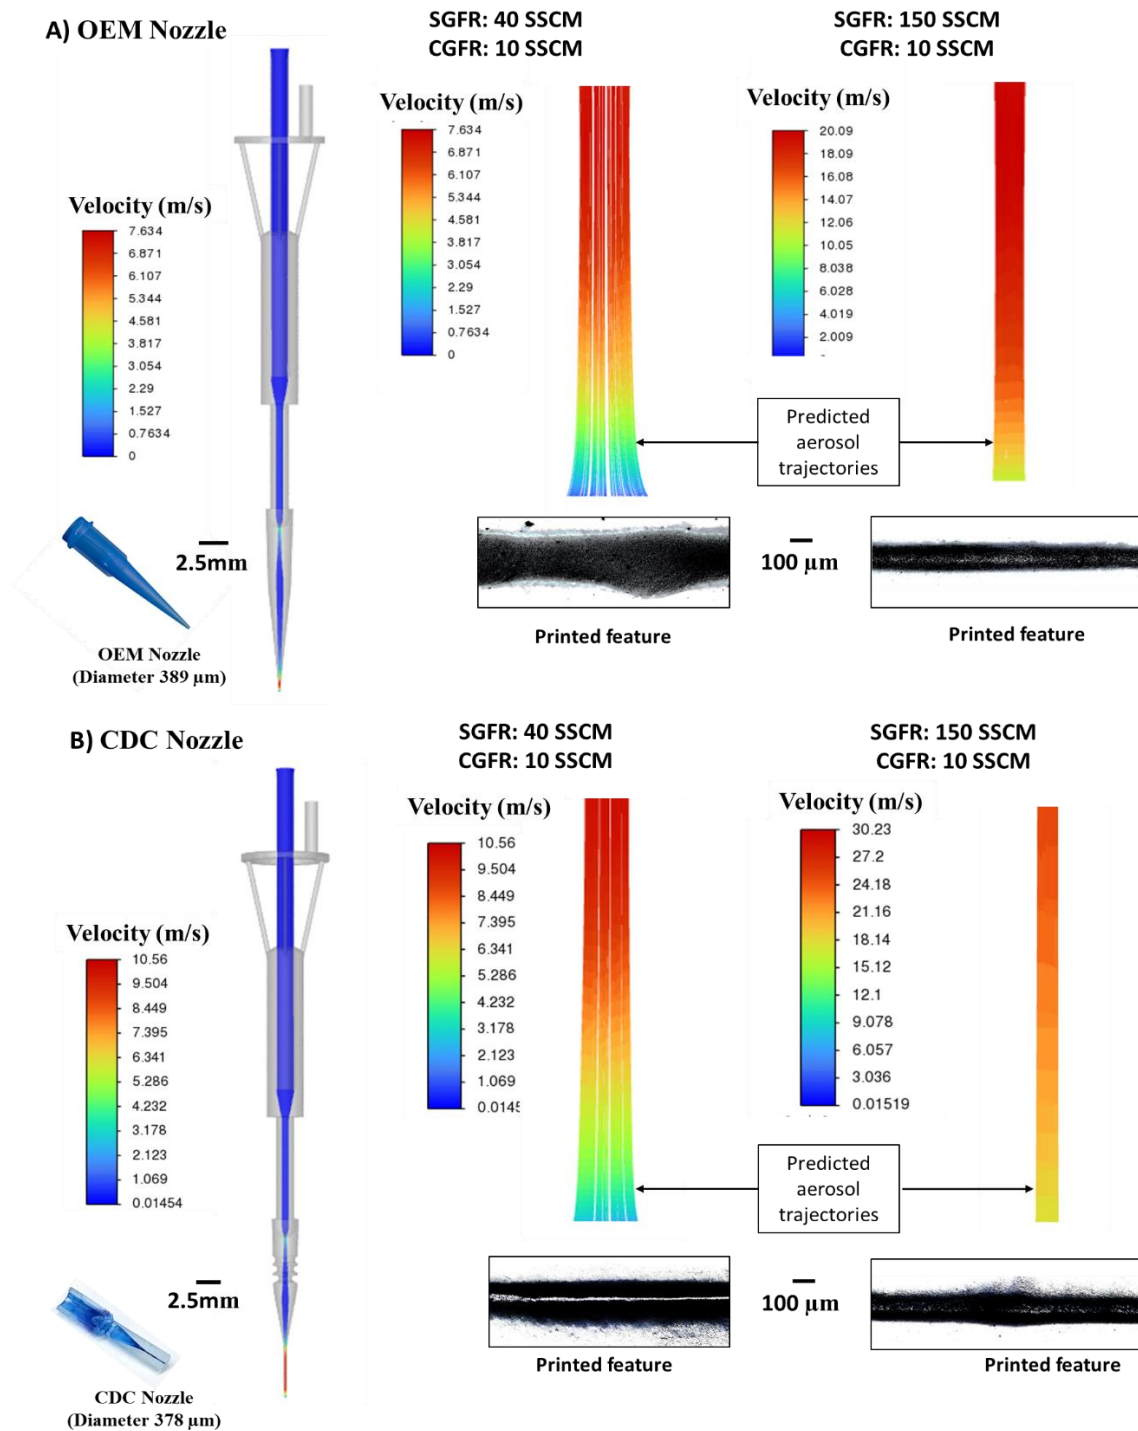 A) OEM Nozzle
SGFR: 40 SSCM
CGFR: 10 SSCM
SGFR: 150 SSCM
CGFR: 10 SSCM
Velocity (m/s)
7.634
6.871
6.107
5.344
4.581
3.817
3.054
2.29
1.527
0.7634
0
Velocity (m/s)
7.634
6.871
6.107
5.344
4.581
3.817
3.054
2.29
1.527
0.7634
0
Velocity (m/s)
20.09
18.09
16.08
14.07
12.06
10.05
8.038
6.028
4.019
2.009
Predicted
aerosol
trajectories
2.5mm
100 µm
OEM Nozzle
(Diameter 389 µm)
Printed feature
Printed feature
B) CDC Nozzle
SGFR: 40 SSCM
CGFR: 10 SSCM
SGFR: 150 SSCM
CGFR: 10 SSCM
Velocity (m/s)
10.56
9.504
8.449
7.395
6.341
5.286
4.232
3.178
2.123
1.069
0.01454
Velocity (m/s)
10.56
9.504
8.449
7.395
6.341
5.286
4.232
3.178
2.123
1.069
0.0145
Velocity (m/s)
30.23
27.2
24.18
21.16
18.14
15.12
12.1
9.078
6.057
3.036
0.01519
Predicted
aerosol
trajectories
2.5mm
100 µm
CDC Nozzle
(Diameter 378 µm)
Printed feature
Printed feature